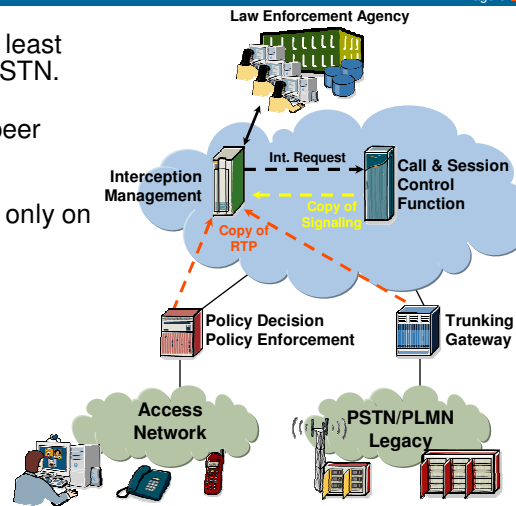 Law Enforcement Agency
least
STN.
peer
only on
Int. Request
Interception
Management
Call & Session
Control
Function
Copy of
Signaling
Copy of
RTP
Policy Decision
Policy Enforcement
Trunking
Gateway
Access
Network
PSTN/PLMN
Legacy